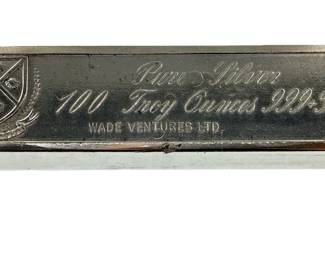 Pure Silver
100 Troy Ounces 999+
WADE VENTURES LTD.